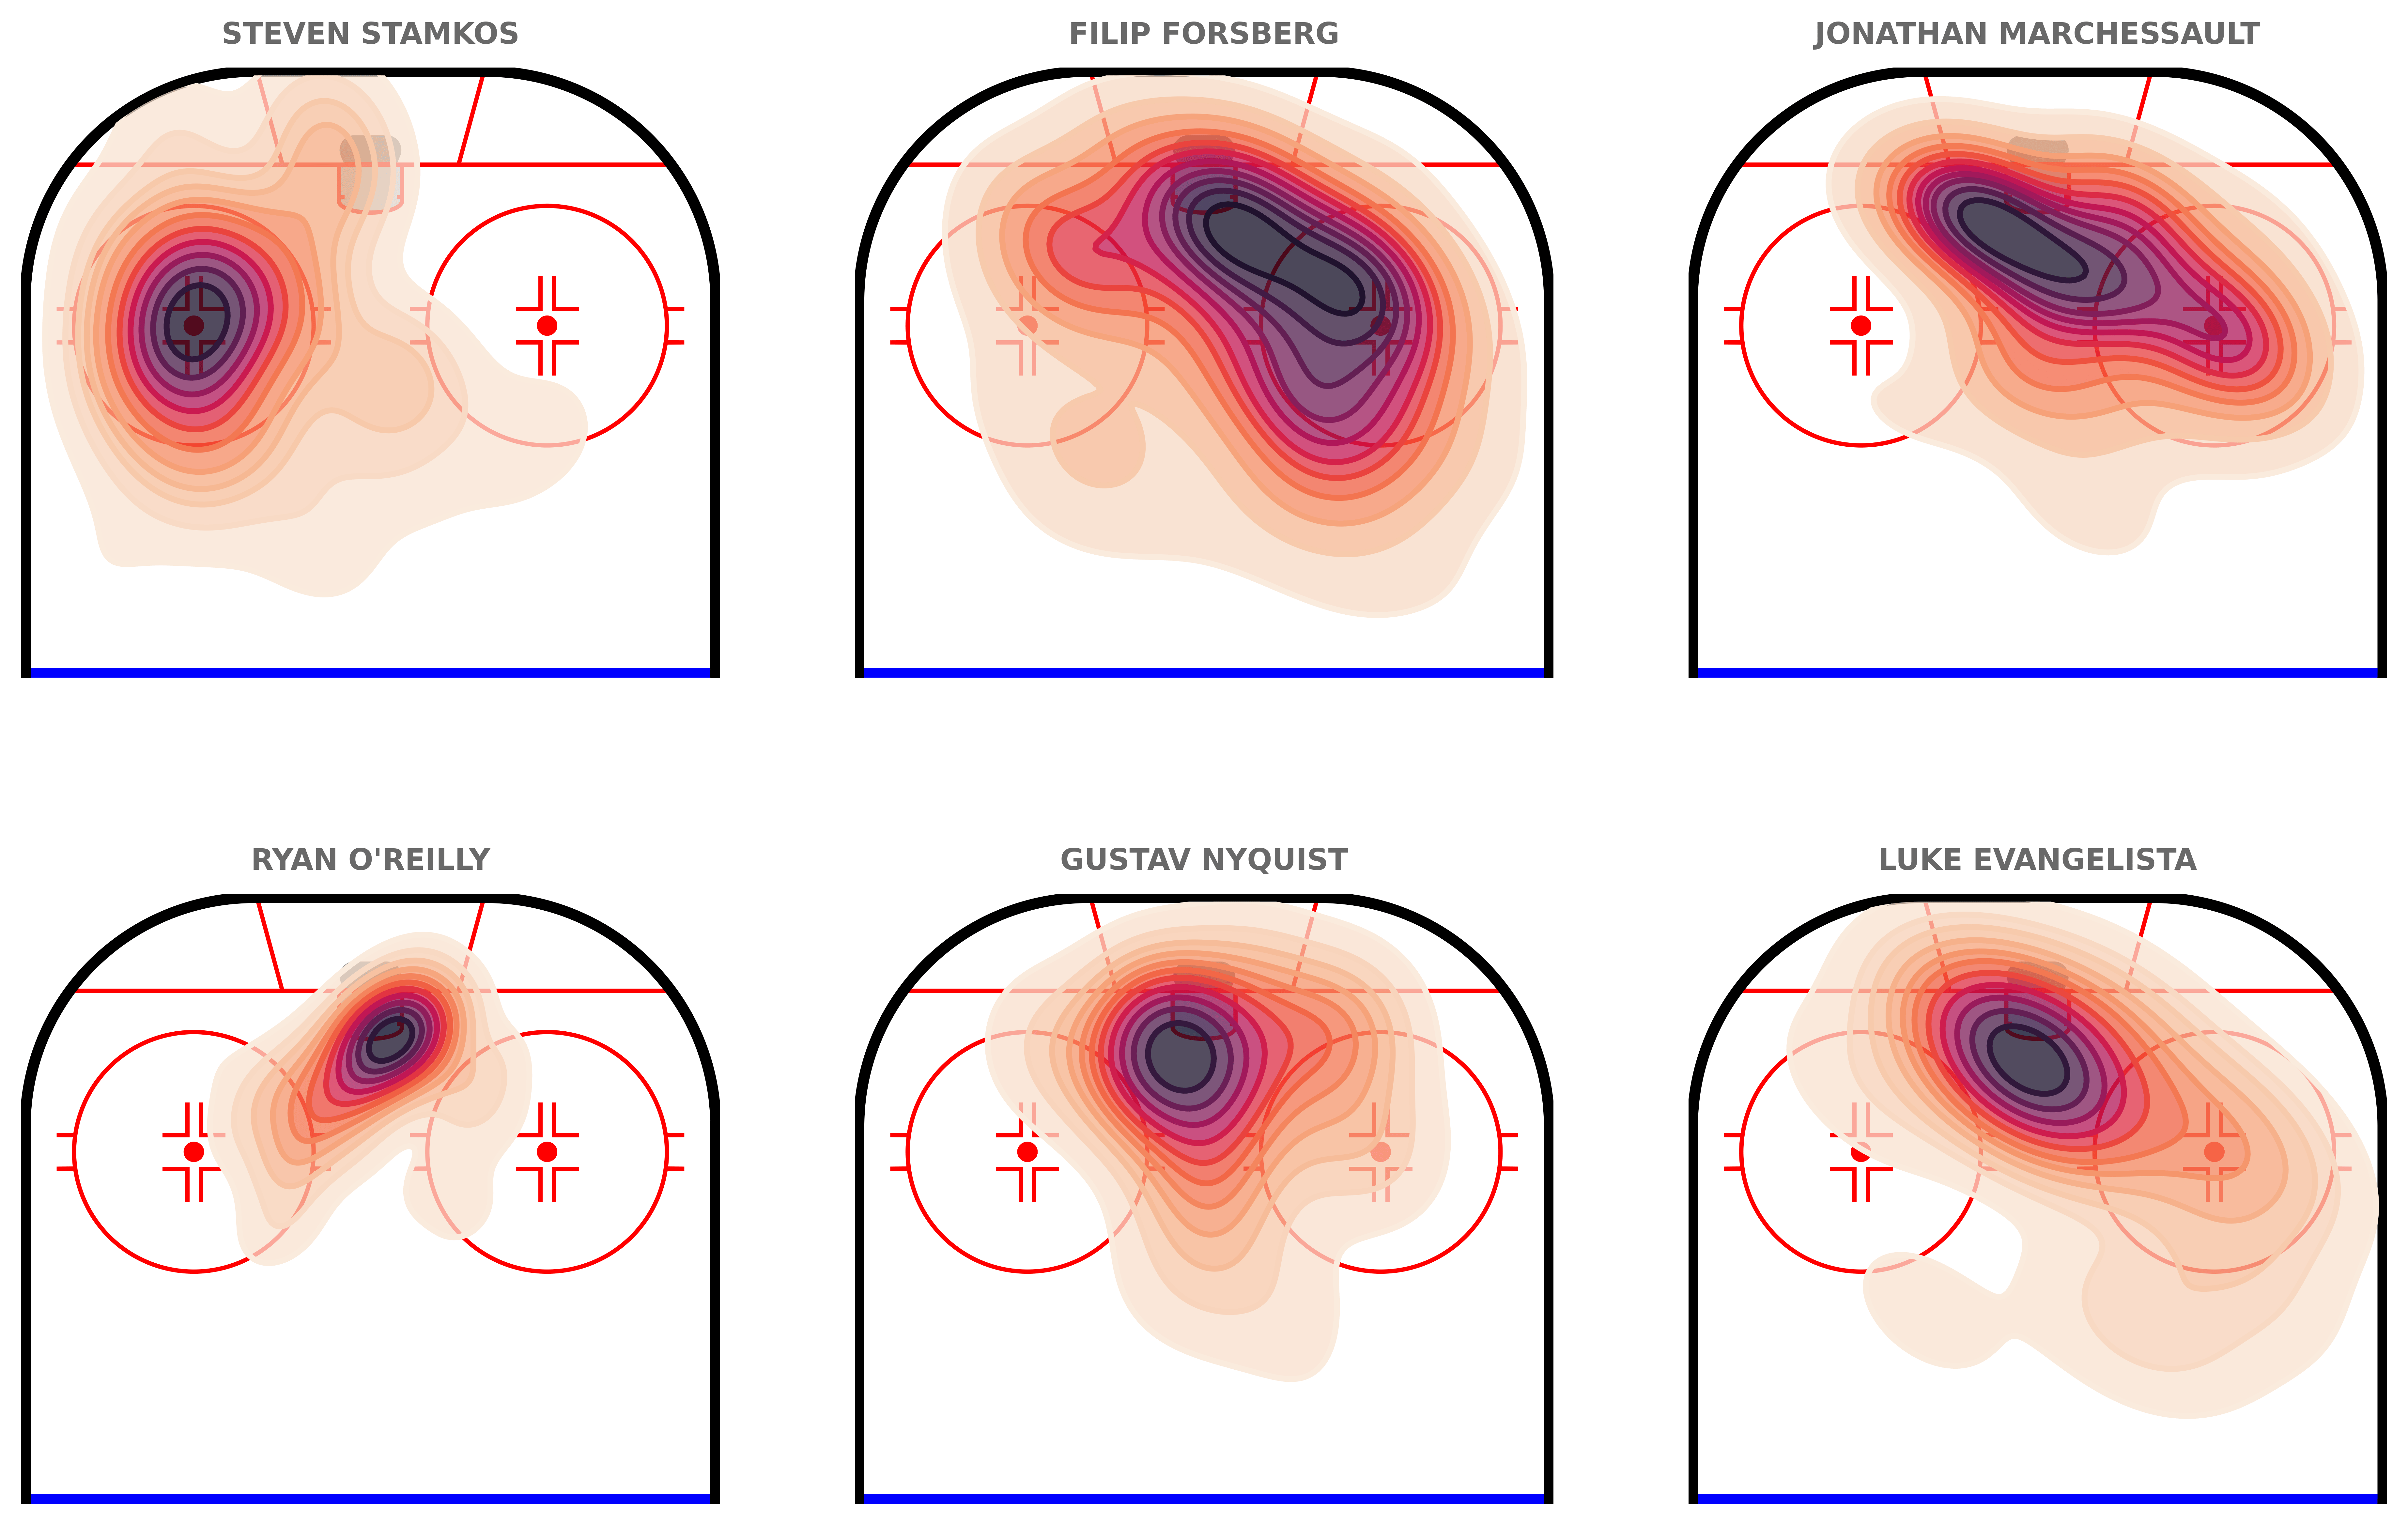 STEVEN STAMKOS
FILIP FORSBERG
JONATHAN MARCHESSAULT
RYAN O'REILLY
GUSTAV NYQUIST
LUKE EVANGELISTA